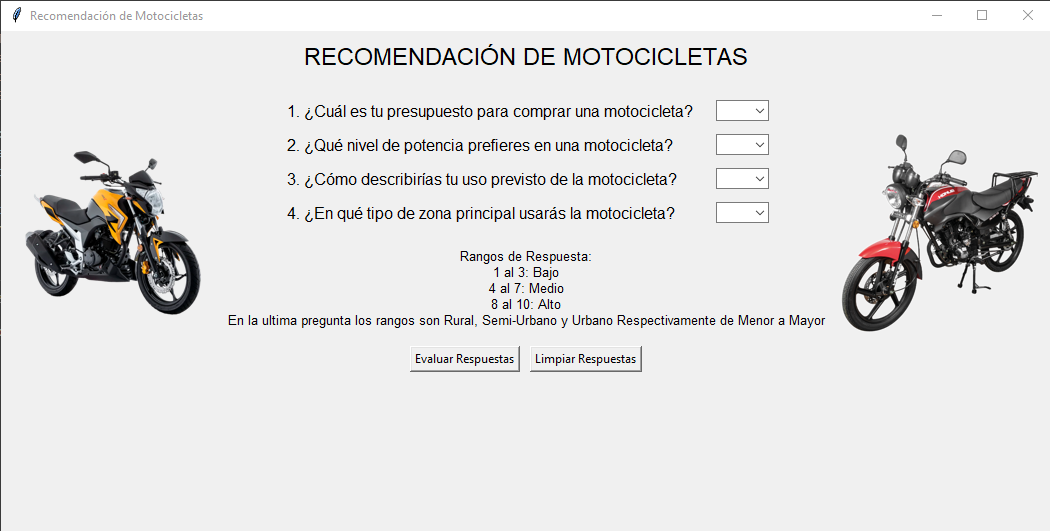 Recomendación de Motocicletas
RECOMENDACIÓN DE MOTOCICLETAS
1. ¿Cuál es tu presupuesto para comprar una motocicleta?
2. ¿Qué nivel de potencia prefieres en una motocicleta?
3. ¿Cómo describirías tu uso previsto de la motocicleta?
4. ¿En qué tipo de zona principal usarás la motocicleta?
Rangos de Respuesta:
1 al 3: Bajo
4 al 7: Medio
8 al 10: Alto
En la ultima pregunta los rangos son Rural, Semi-Urbano y Urbano Respectivamente de Menor a Mayor
Evaluar Respuestas
Limpiar Respuestas